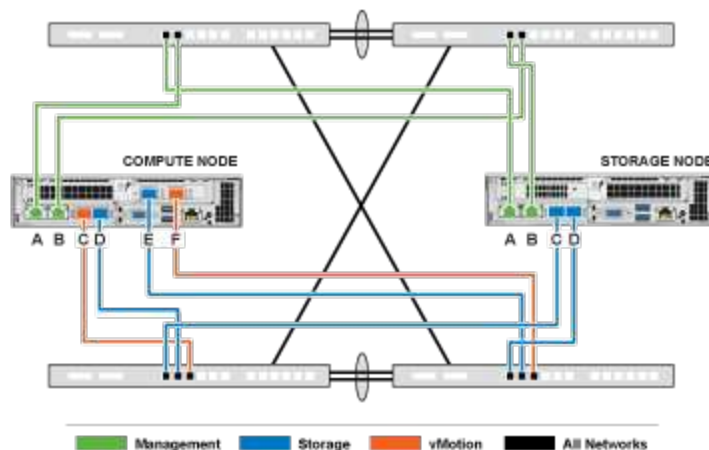 COMPUTE NODE
STORAGE NODE
A B C D E F
A B C D
Management Storage vMotion All Networks